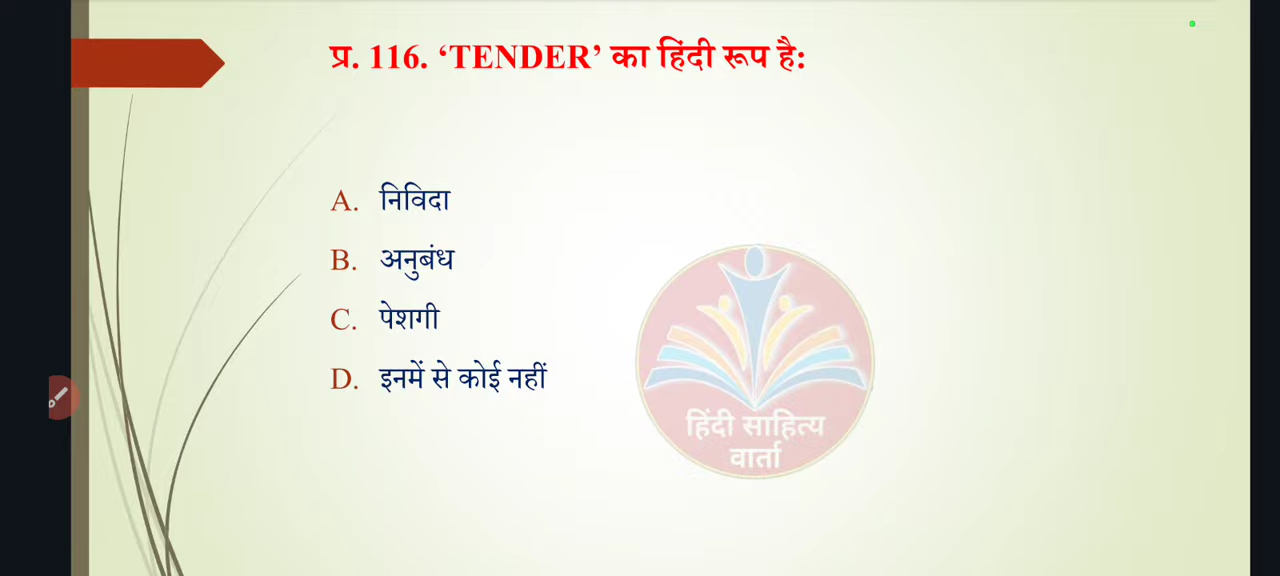 प्र. 116. ‘TENDER’ का हिंदी रूप है:
A. निविदा
B. अनुबंध
C. पेशगी
D. इनमें से कोई नहीं
हिंदी साहित्य
वार्ता